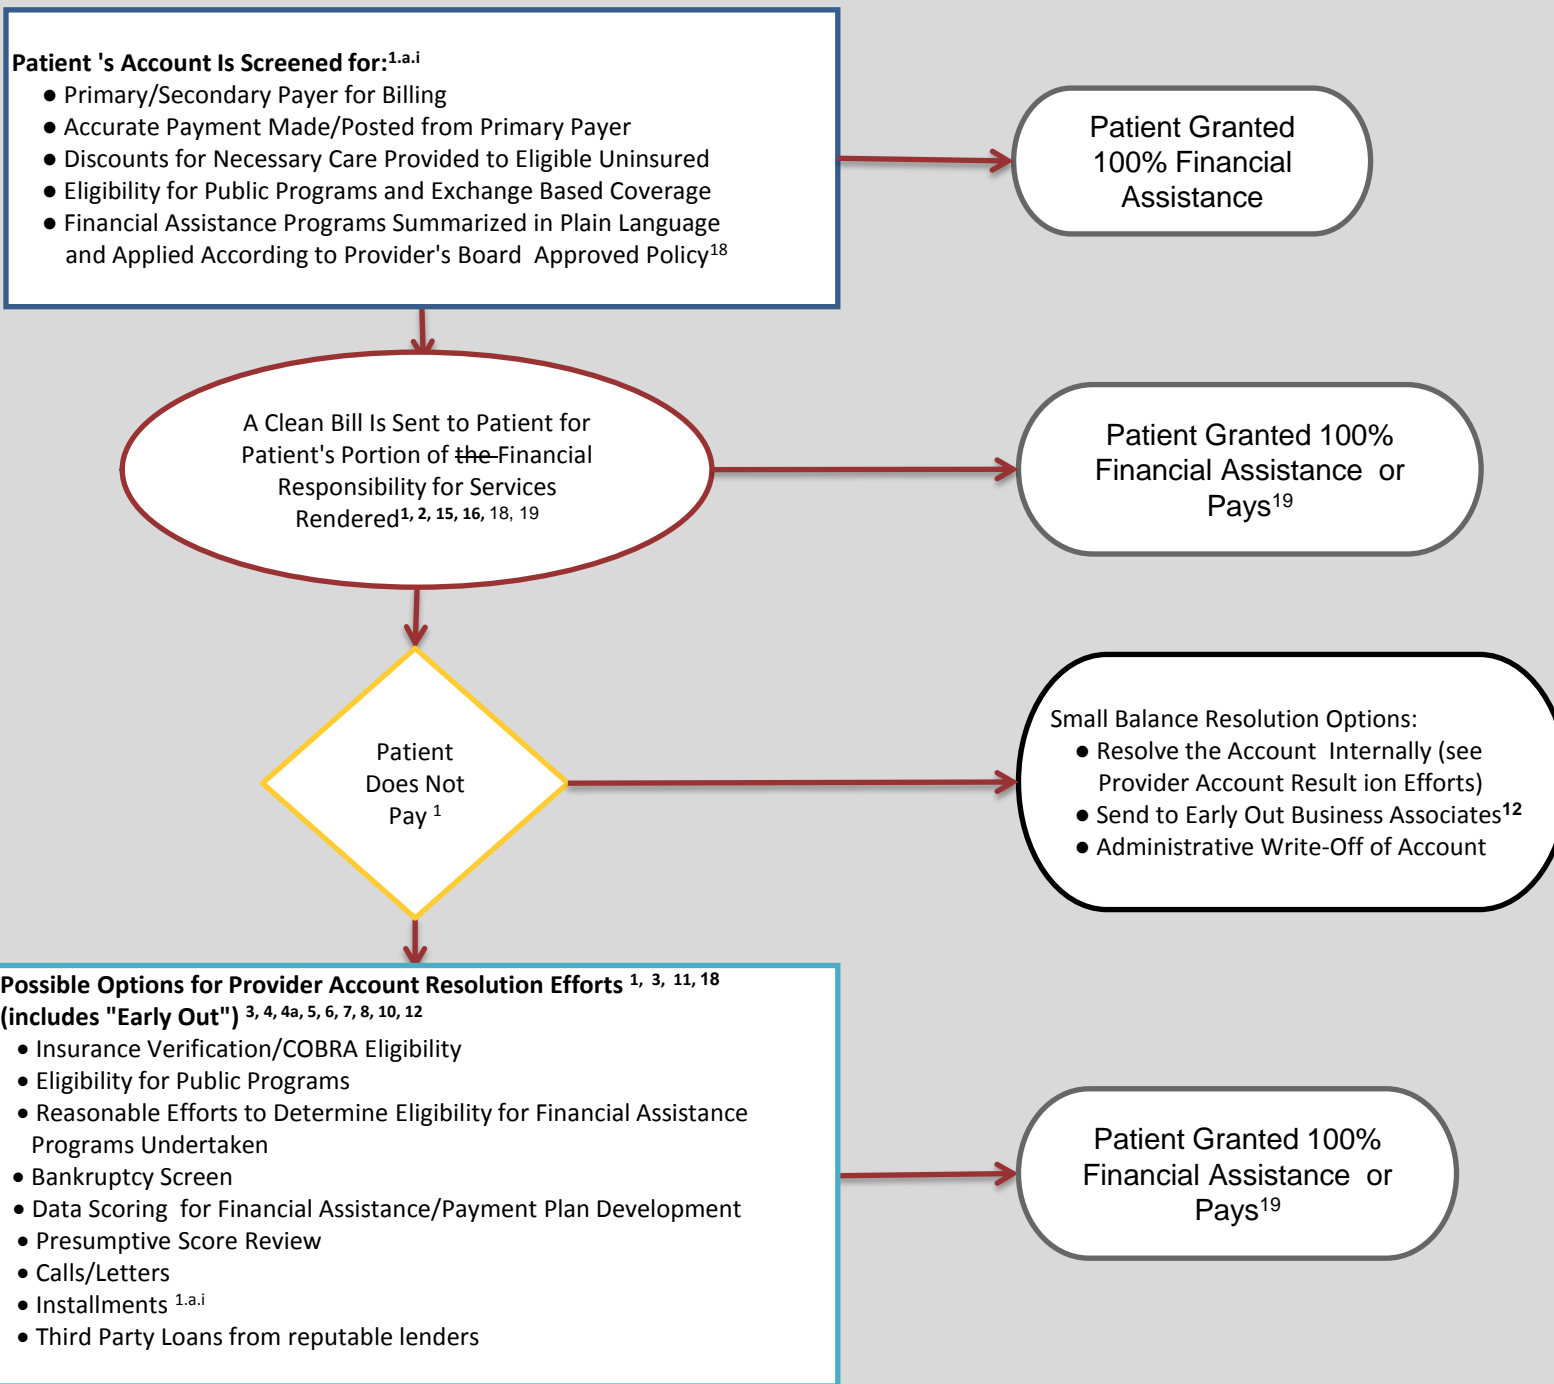 Patient 's Account Is Screened for:1.a.i
● Primary/Secondary Payer for Billing
● Accurate Payment Made/Posted from Primary Payer
● Discounts for Necessary Care Provided to Eligible Uninsured
● Eligibility for Public Programs and Exchange Based Coverage
● Financial Assistance Programs Summarized in Plain Language
and Applied According to Provider's Board Approved Policy18
Patient Granted
100% Financial
Assistance
A Clean Bill Is Sent to Patient for
Patient's Portion of the Financial
Responsibility for Services
Rendered1, 2, 15, 16, 18, 19
Patient Granted 100%
Financial Assistance or
Pays19
Patient
Does Not
Pay 1
Small Balance Resolution Options:
● Resolve the Account Internally (see
Provider Account Result ion Efforts)
● Send to Early Out Business Associates12
● Administrative Write-Off of Account
Possible Options for Provider Account Resolution Efforts 1, 3, 11, 18
(includes "Early Out") 3, 4, 4a, 5, 6, 7, 8, 10, 12
● Insurance Verification/COBRA Eligibility
● Eligibility for Public Programs
● Reasonable Efforts to Determine Eligibility for Financial Assistance
Programs Undertaken
● Bankruptcy Screen
● Data Scoring for Financial Assistance/Payment Plan Development
● Presumptive Score Review
● Calls/Letters
● Installments 1.a.i
● Third Party Loans from reputable lenders
Patient Granted 100%
Financial Assistance or
Pays19